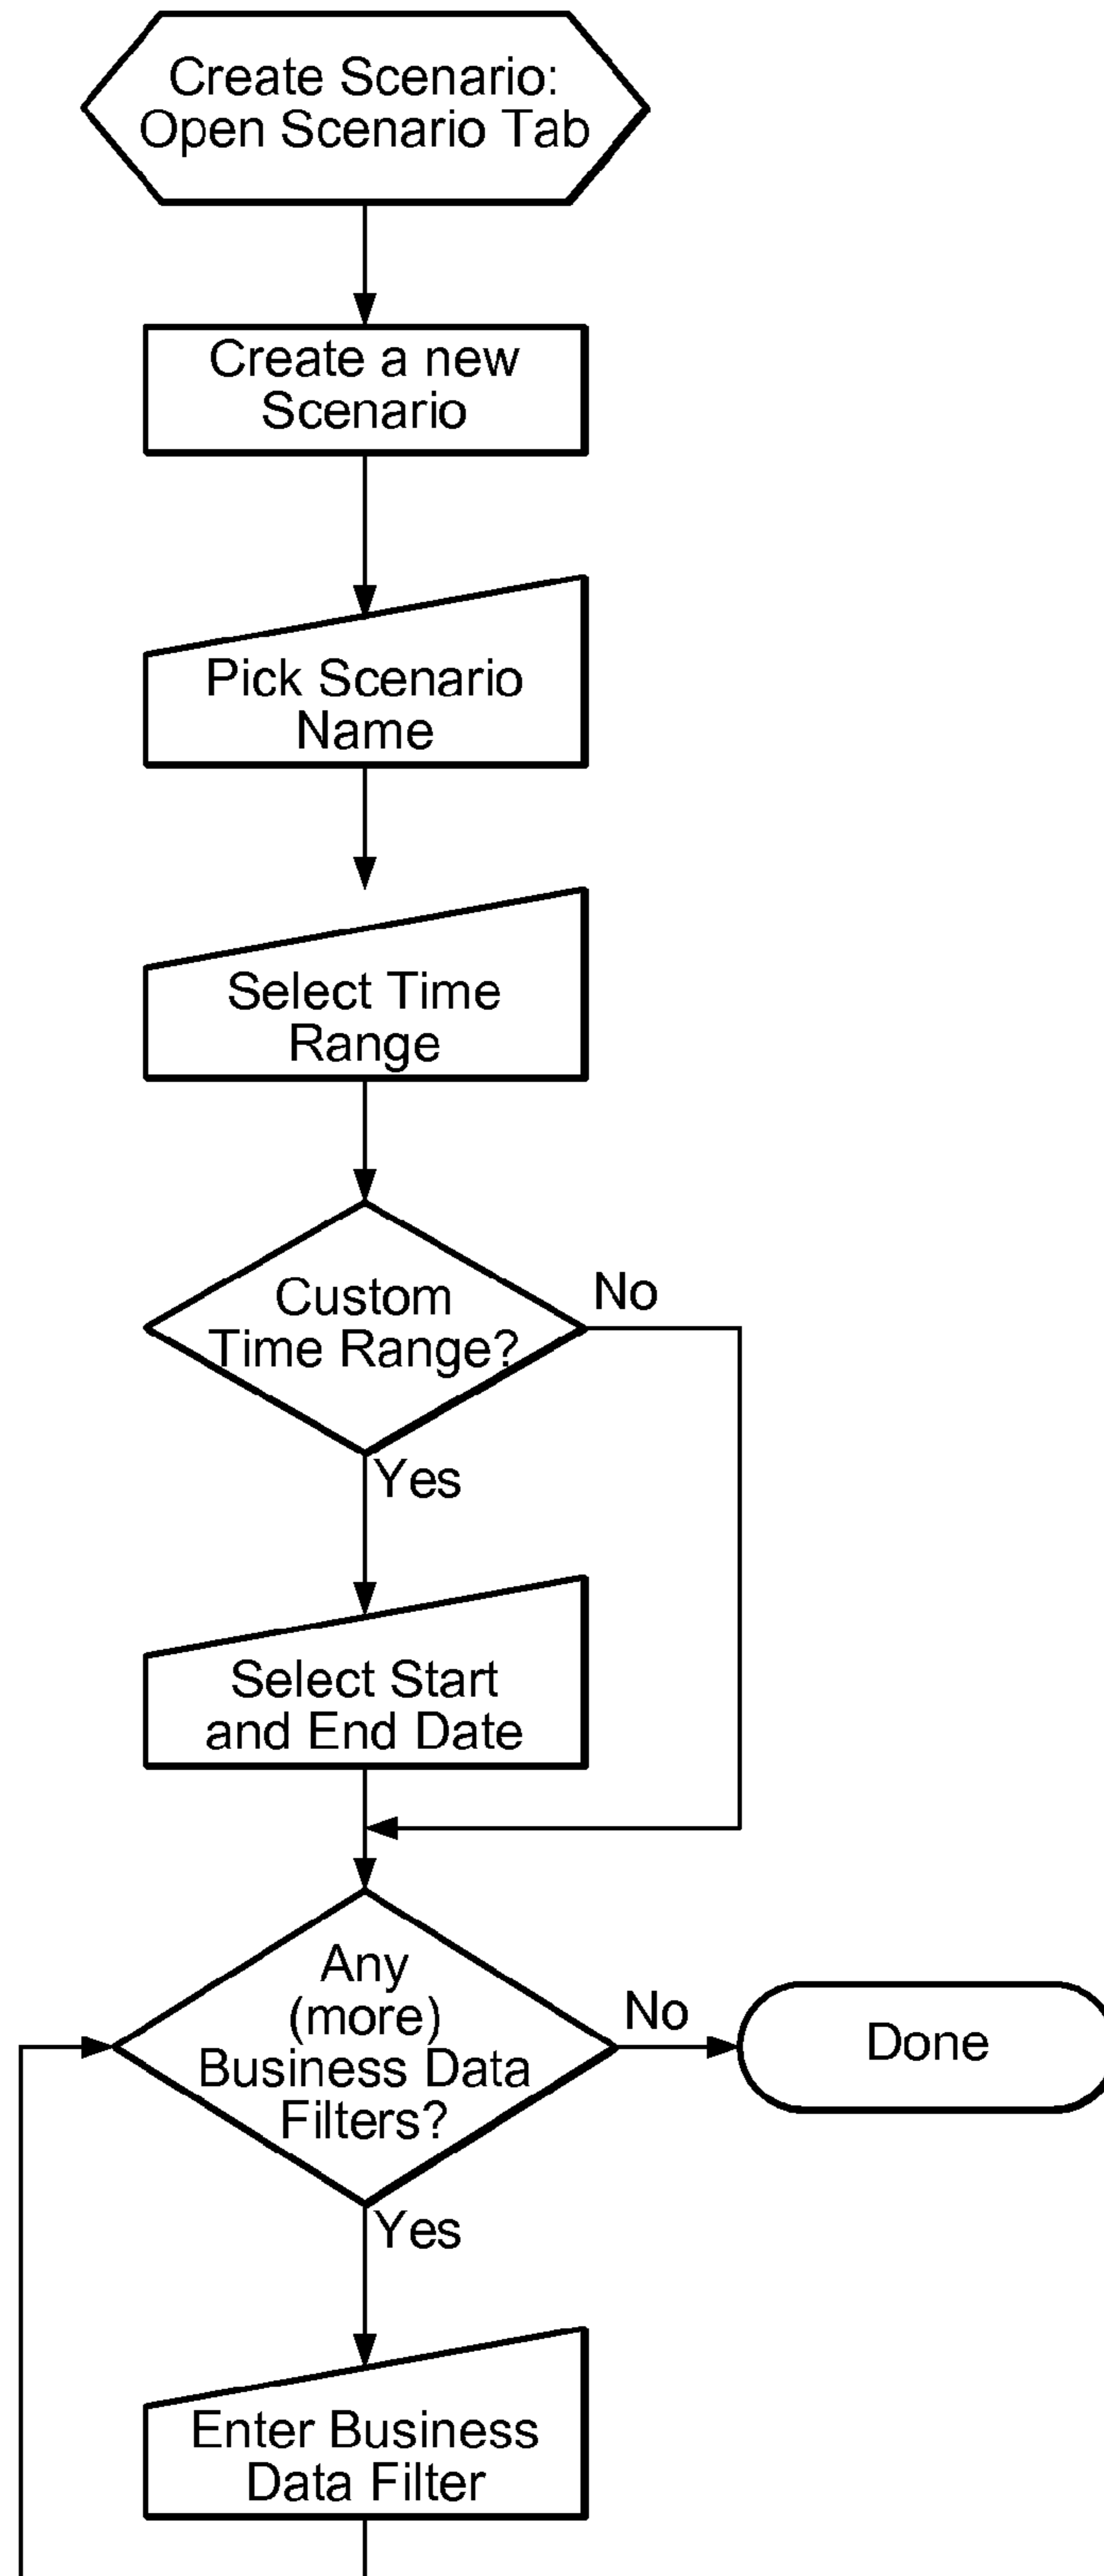 Create Scenario:
Open Scenario Tab
Create a new
Scenario
Pick Scenario
Name
Select Time
Range
Custom
Time Range?
No
Yes
Select Start
and End Date
Any
(more)
Business Data
Filters?
No
Done
Yes
Enter Business
Data Filter